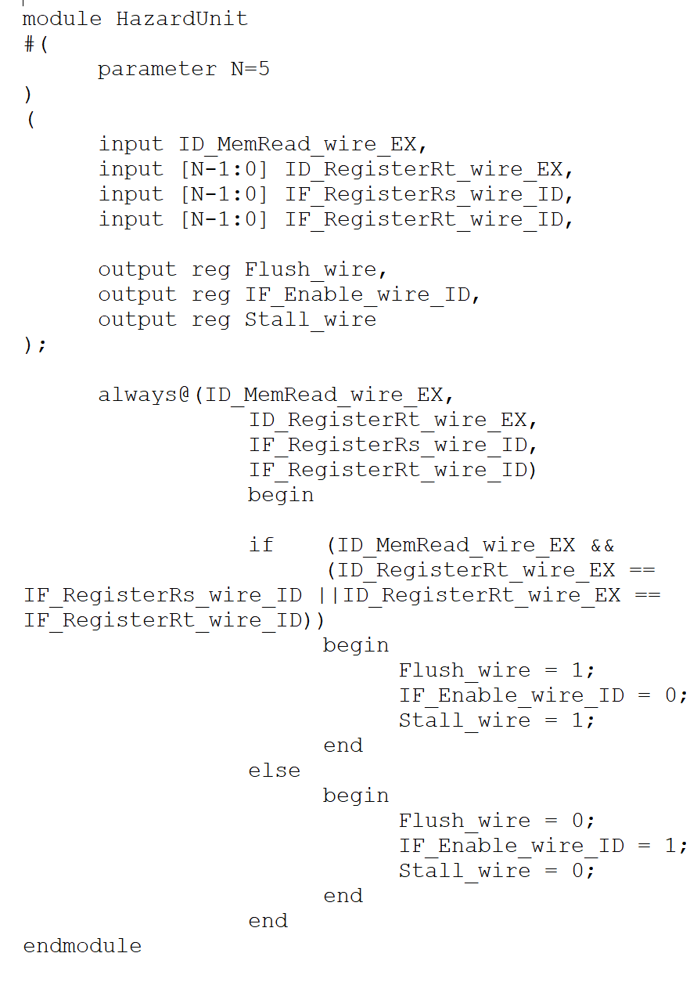 module HazardUnit
#(
parameter N=5
)
(
input ID_MemRead_wire_EX,
input [N-1:0] ID_RegisterRt_wire_EX,
input [N-1:0] IF_RegisterRs_wire_ID,
input [N-1:0] IF_RegisterRt_wire_ID,
output reg Flush_wire,
output reg IF_Enable_wire_ID,
output reg Stall_wire
);
always@(ID_MemRead_wire_EX,
ID_RegisterRt_wire_EX,
IF_RegisterRs_wire_ID,
IF_RegisterRt_wire_ID)
begin
if (ID_MemRead_wire_EX &&
(ID_RegisterRt_wire_EX ==
IF_RegisterRs_wire_ID ||ID_RegisterRt_wire_EX ==
IF_RegisterRt_wire_ID))
begin
Flush_wire = 1;
IF_Enable_wire_ID = 0;
Stall_wire = 1;
end
else
begin
Flush_wire = 0;
IF_Enable_wire_ID = 1;
Stall_wire = 0;
end
end
endmodule